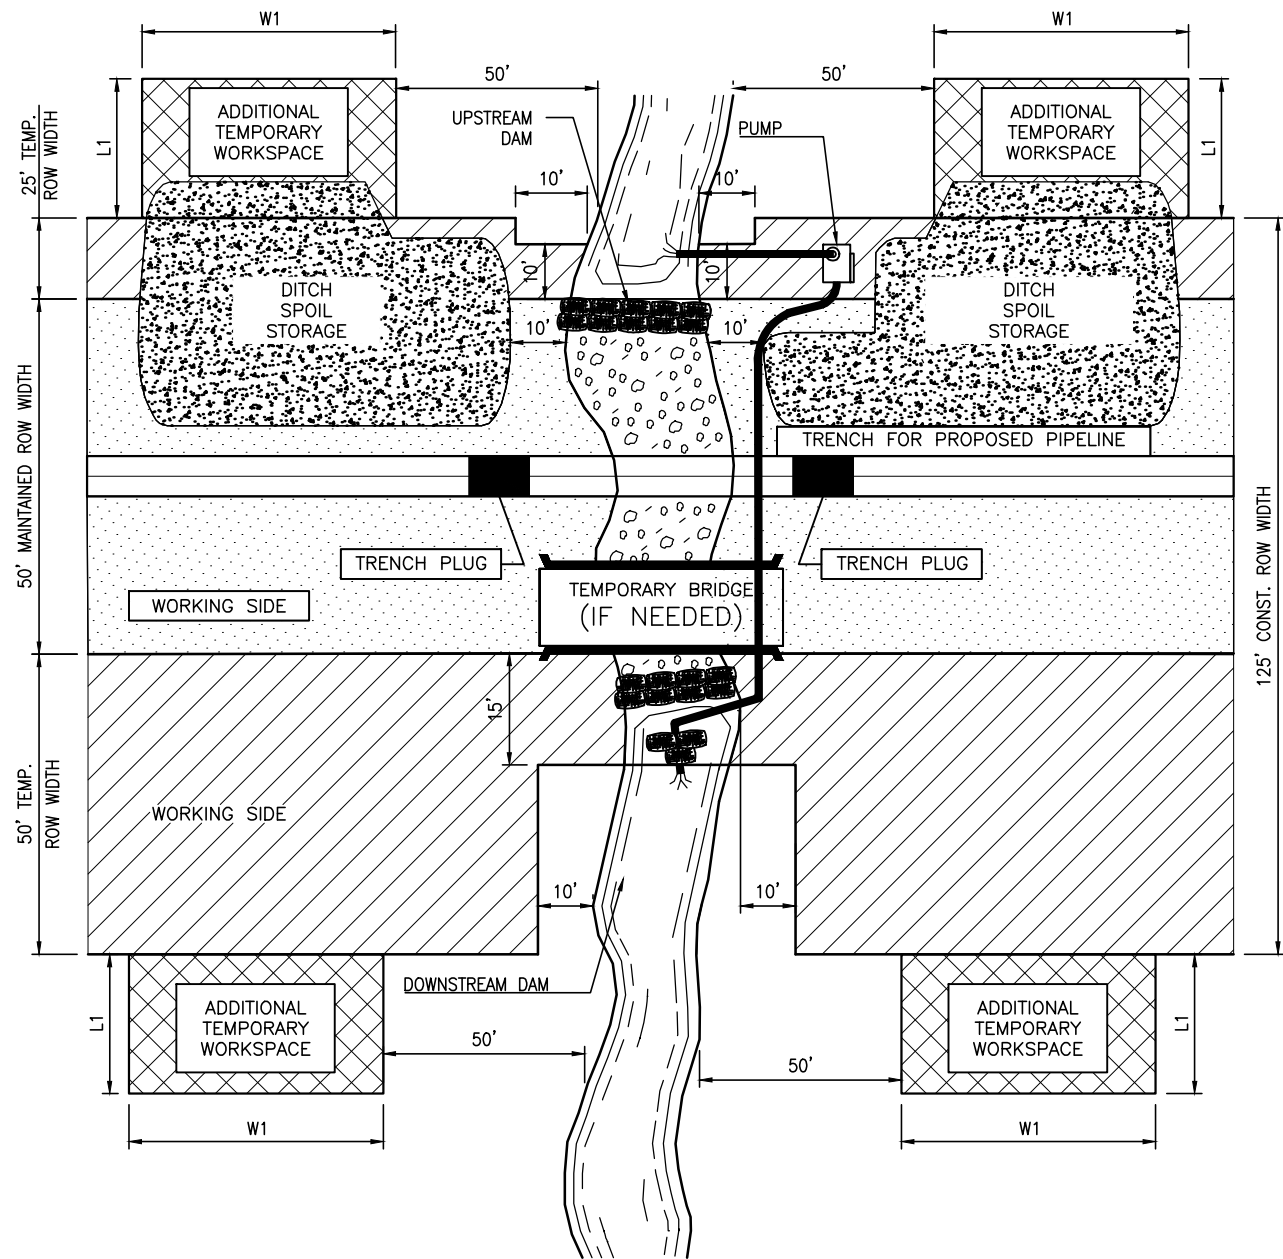 W1
W1
50'
50'
UPSTREAM
DAM
PUMP
ADDITIONAL
TEMPORARY
WORKSPACE
ADDITIONAL
TEMPORARY
WORKSPACE
L1
L1
25' TEMP.
ROW WIDTH
10'
10'
10'
10'
DITCH
SPOIL
STORAGE
DITCH
SPOIL
STORAGE
10'
10'
TRENCH FOR PROPOSED PIPELINE
50' MAINTAINED ROW WIDTH
125' CONST. ROW WIDTH
TRENCH PLUG
TRENCH PLUG
TEMPORARY BRIDGE
(IF NEEDED)
WORKING SIDE
15'
50' TEMP.
ROW WIDTH
WORKING SIDE
10'
10'
DOWNSTREAM DAM
ADDITIONAL
TEMPORARY
WORKSPACE
ADDITIONAL
TEMPORARY
WORKSPACE
L1
L1
50'
50'
W1
W1